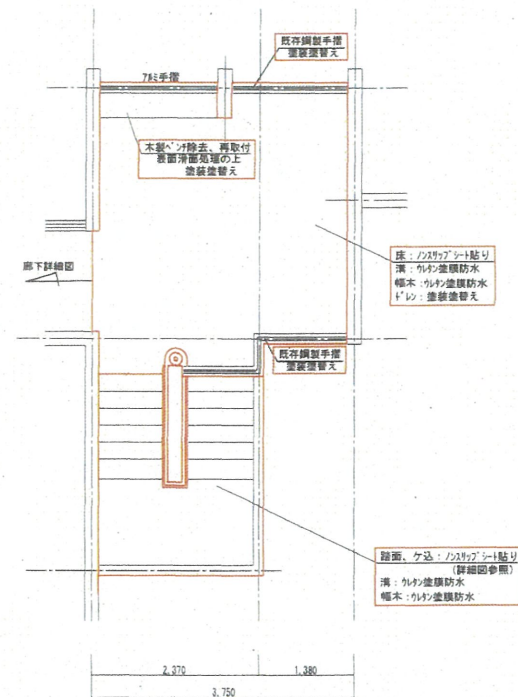 既存鋼製手摺
塗装塗替え
アルミ手摺
木製ベンチ除去、再取付
表面滑面処理の上
塗装塗替え
床：ノンスリップシート貼り
溝：ウレタン塗膜防水
幅木：ウレタン塗膜防水
ドレン：塗装塗替え
廊下詳細図
既存鋼製手摺
塗装塗替え
踏面、ケ込：ノンスリップシート貼り
(詳細図参照)
溝：ウレタン塗膜防水
幅木：ウレタン塗膜防水
2,370
1,380
3,750